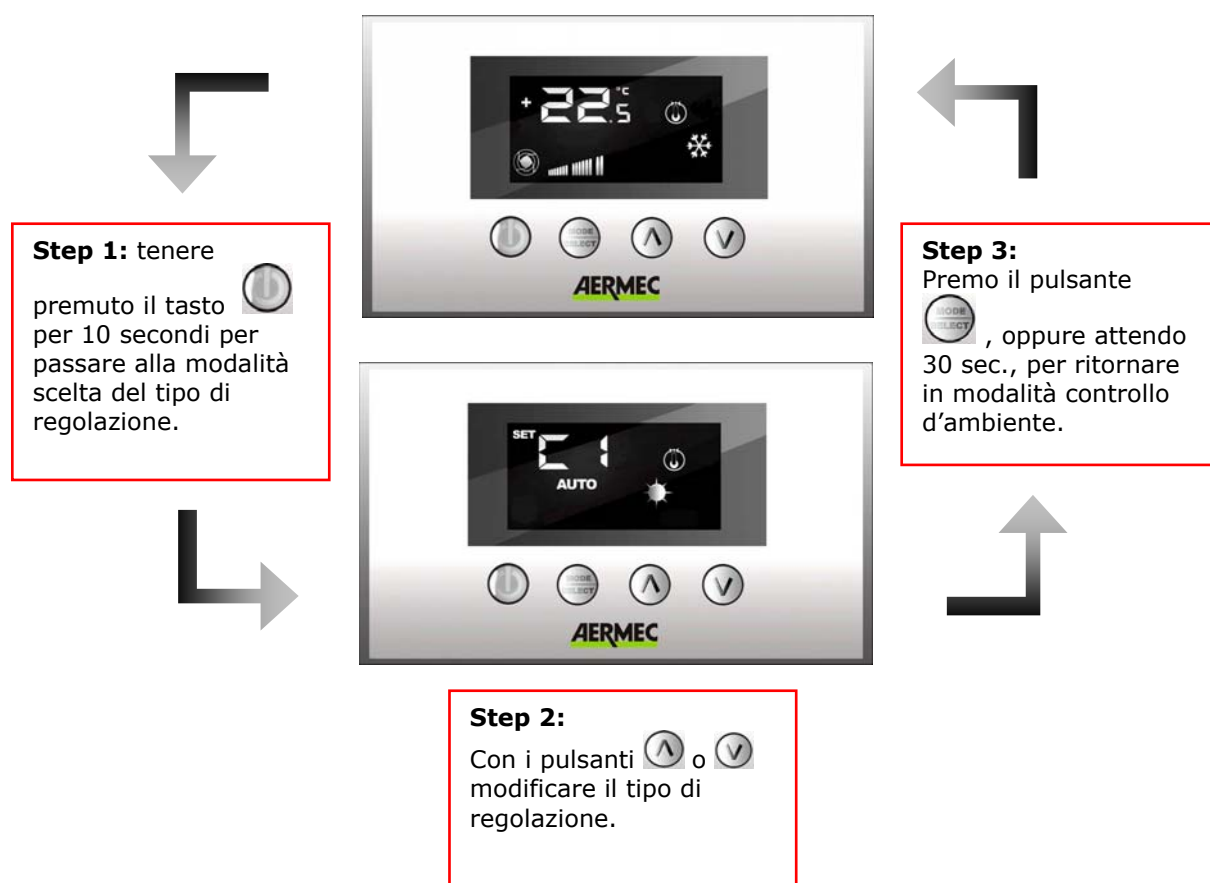 +22.5 °C
MODE
SELECT
AERMEC
Step 1: tenere
premuto il tasto
per 10 secondi per
passare alla modalità
scelta del tipo di
regolazione.
Step 3:
Premo il pulsante
MODE
SELECT
, oppure attendo
30 sec., per ritornare
in modalità controllo
d’ambiente.
SET
C1
AUTO
MODE
SELECT
AERMEC
Step 2:
Con i pulsanti o
modificare il tipo di
regolazione.